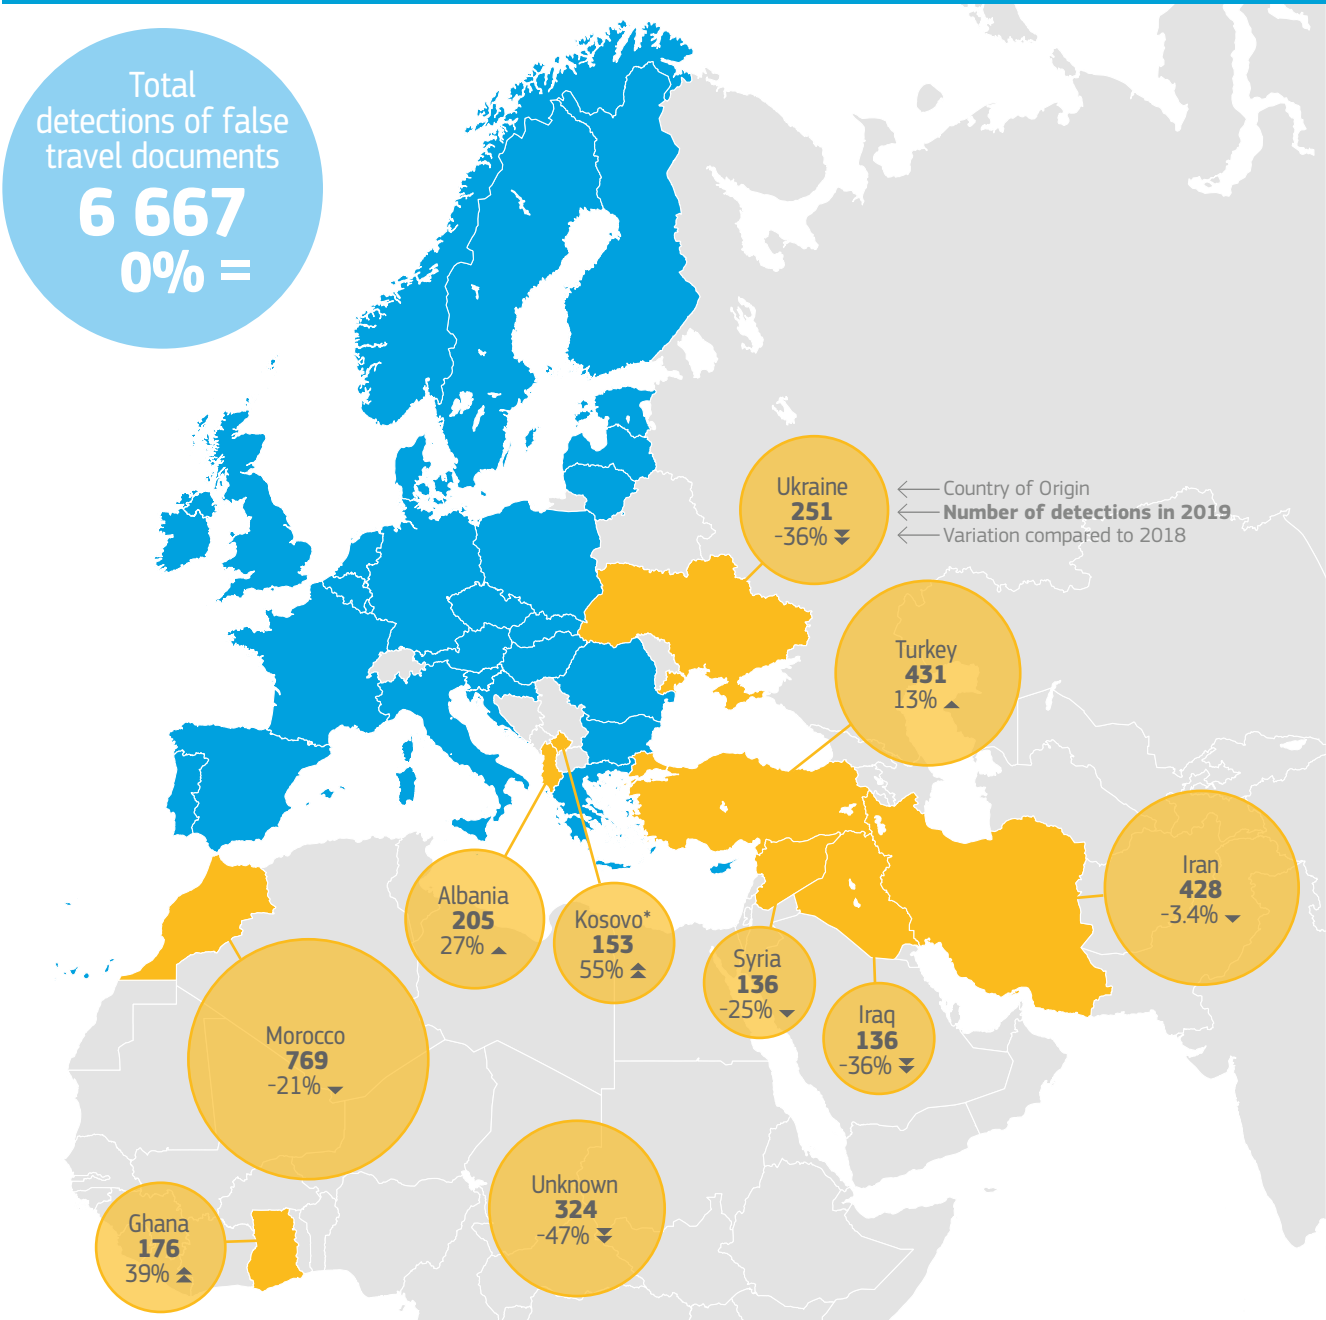 Total
detections of false
travel documents
6 667
0% =
Ukraine
251
-36%
Country of Origin
Number of detections in 2019
Variation compared to 2018
Turkey
431
13%
Iran
428
-3.4%
Albania
205
27%
Kosovo*
153
55%
Syria
136
-25%
Iraq
136
-36%
Morocco
769
-21%
Unknown
324
-47%
Ghana
176
39%